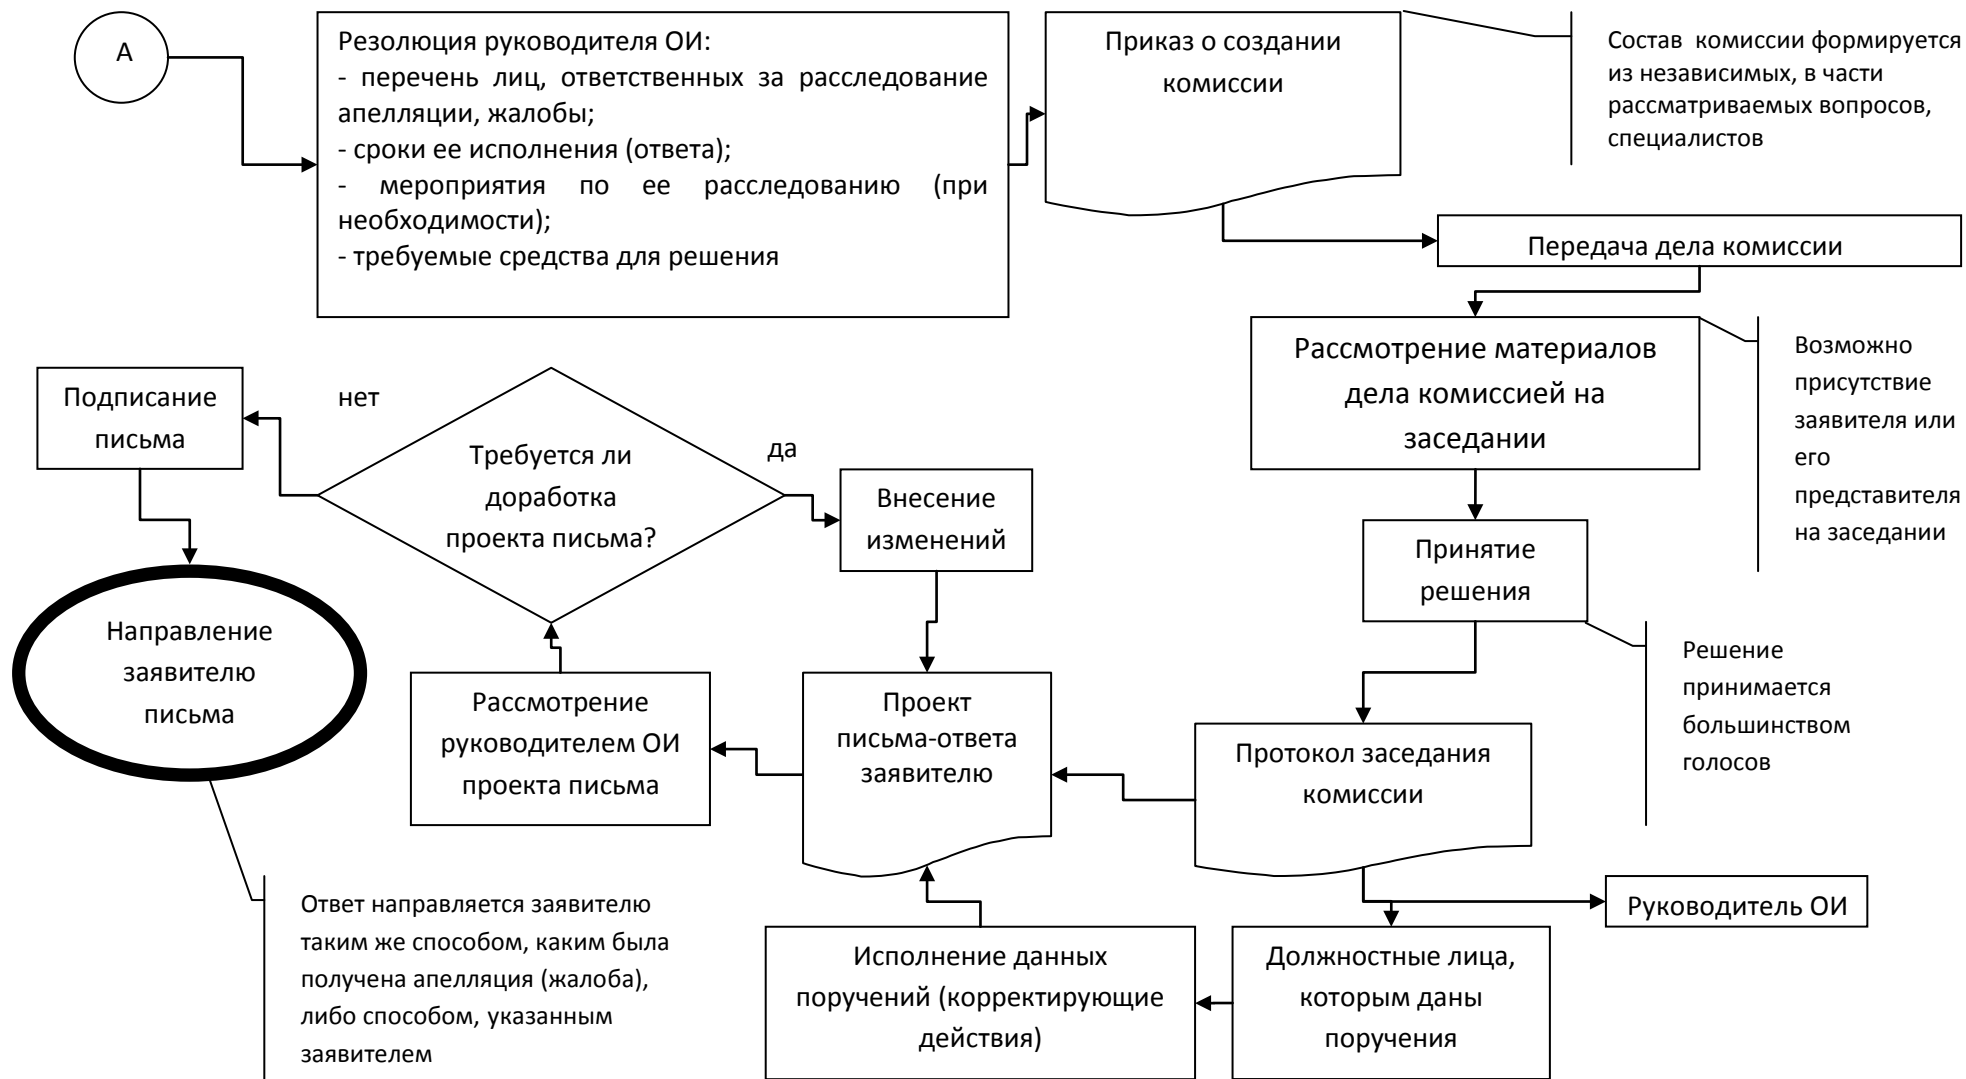 А
Резолюция руководителя ОИ:
- перечень лиц, ответственных за расследование
апелляции, жалобы;
- сроки ее исполнения (ответа);
- мероприятия по ее расследованию (при
необходимости);
- требуемые средства для решения
Приказ о создании
комиссии
Состав комиссии формируется
из независимых, в части
рассматриваемых вопросов,
специалистов
Передача дела комиссии
Рассмотрение материалов
дела комиссией на
заседании
Возможно
присутствие
заявителя или
его
представителя
на заседании
Принятие
решения
Решение
принимается
большинством
голосов
Протокол заседания
комиссии
Руководитель ОИ
Должностные лица,
которым даны
поручения
Исполнение данных
поручений (корректирующие
действия)
Проект
письма-ответа
заявителю
Рассмотрение
руководителем ОИ
проекта письма
Требуется ли
доработка
проекта письма?
да
Внесение
изменений
нет
Подписание
письма
Направление
заявителю
письма
Ответ направляется заявителю
таким же способом, каким была
получена апелляция (жалоба),
либо способом, указанным
заявителем